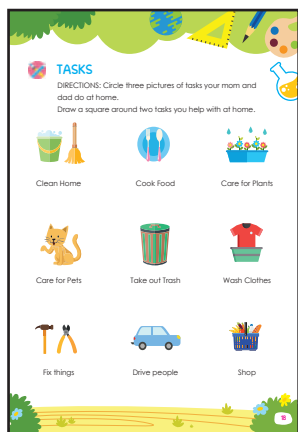 TASKS
DIRECTIONS: Circle three pictures of tasks your mom and
dad do at home.
Draw a square around two tasks you help with at home.
Clean Home
Cook Food
Care for Plants
Care for Pets
Take out Trash
Wash Clothes
Fix things
Drive people
Shop